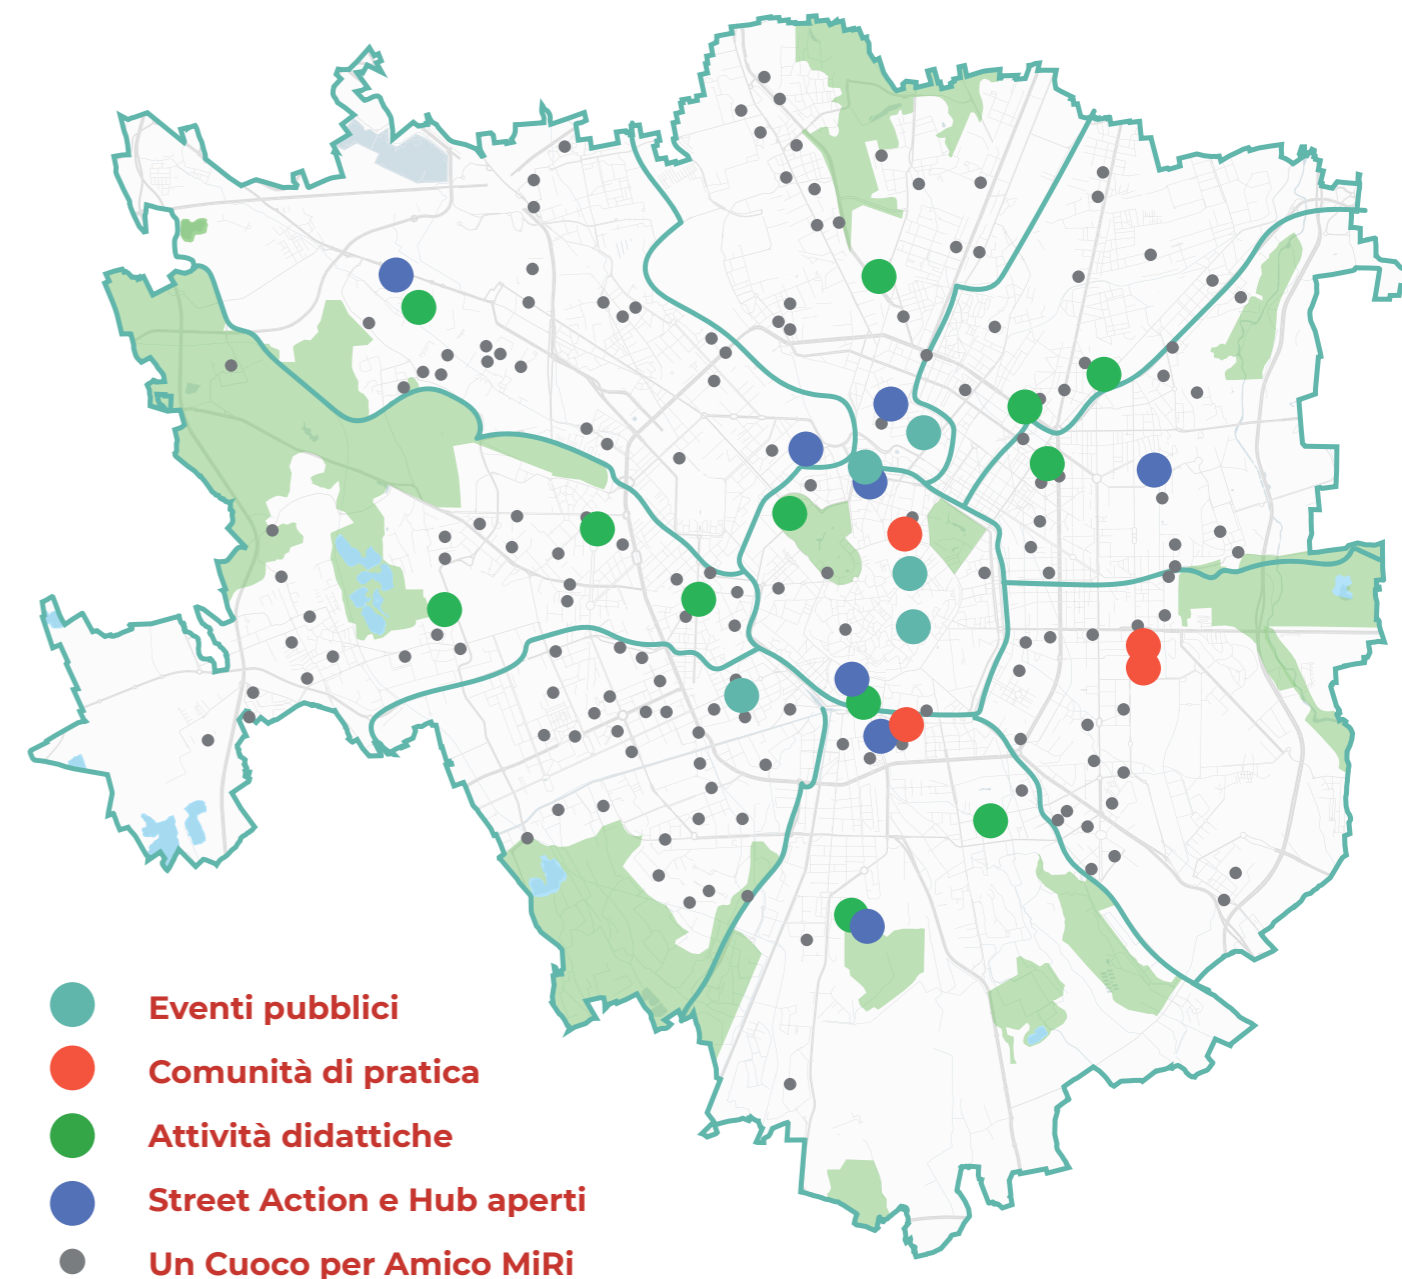 Eventi pubblici
Comunità di pratica
Attività didattiche
Street Action e Hub aperti
Un Cuoco per Amico MiRi